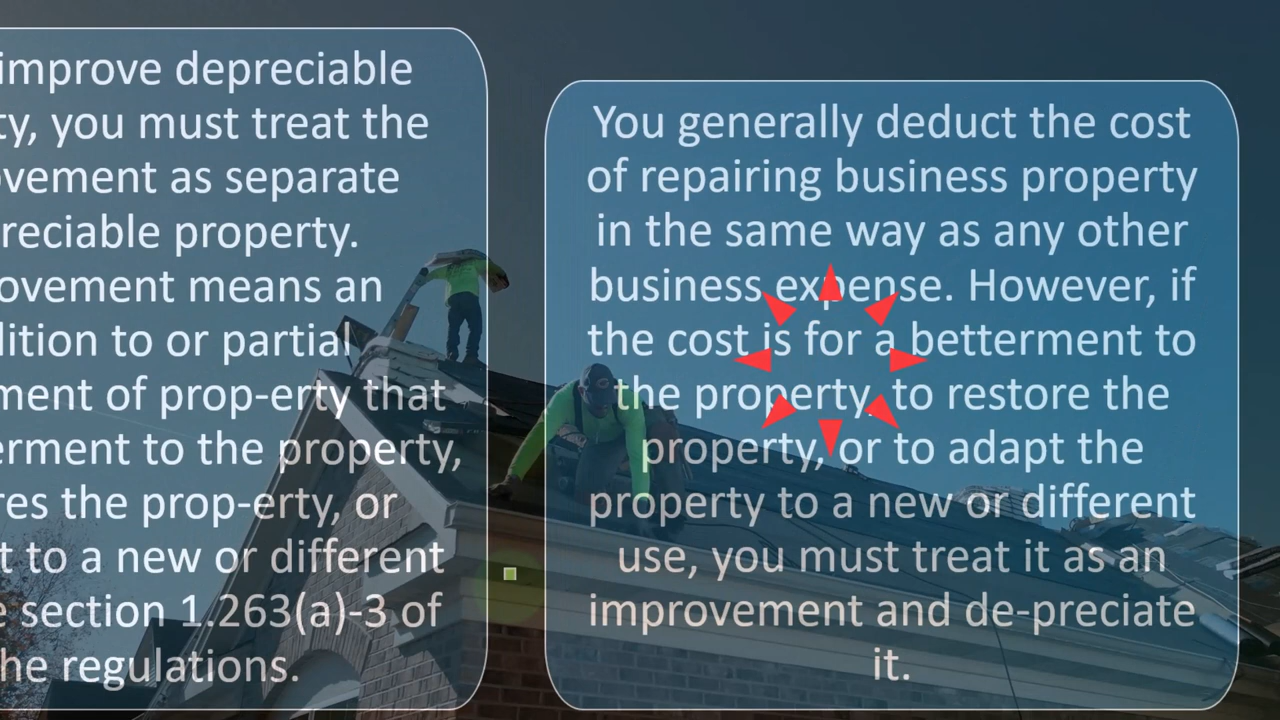 improve depreciable
ty, you must treat the
ovement as separate
reciable property.
ovement means an
lition to or partial
ment of prop-erty that
erment to the property,
res the prop-erty, or
t to a new or different
e section 1.263(a)-3 of
he regulations.
You generally deduct the cost
of repairing business property
in the same way as any other
business expense. However, if
the cost is for a betterment to
the property, to restore the
property, or to adapt the
property to a new or different
use, you must treat it as an
improvement and de-preciate
it.